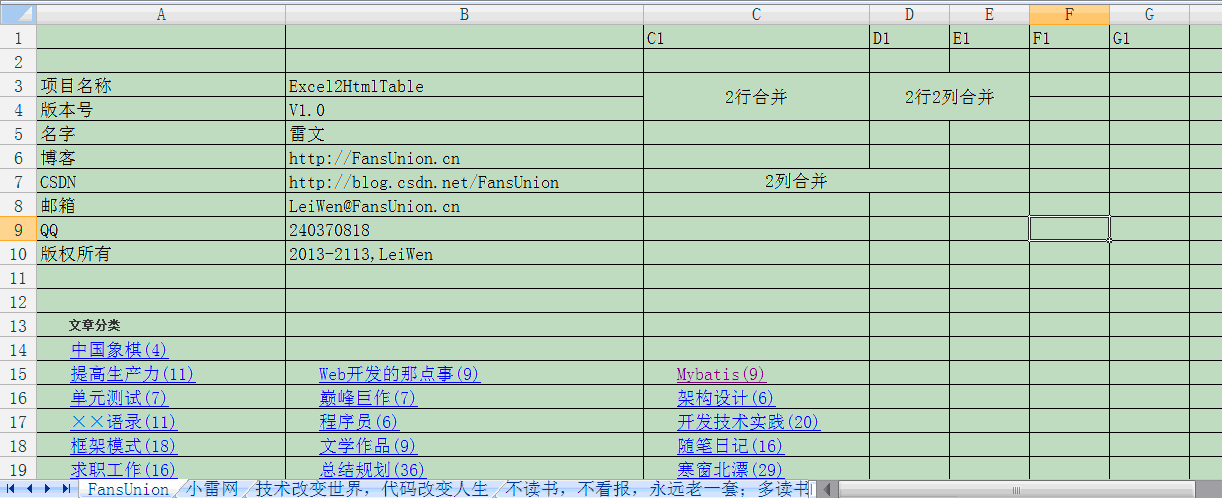 A B C D E F G
1 C1 D1 E1 F1 G1
2
3 项目名称 Excel2HtmlTable
2行合并 2行2列合并
4 版本号 V1.0
5 名字 雷文
6 博客 http://FansUnion.cn
7 CSDN http://blog.csdn.net/FansUnion 2列合并
8 邮箱 LeiWen@FansUnion.cn
9 QQ 240370818
10 版权所有 2013-2113,LeiWen
11
12
13 文章分类
14 中国象棋(4)
15 提高生产力(11) Web开发的那点事(9) Mybatis(9)
16 单元测试(7) 巅峰巨作(7) 架构设计(6)
17 ××语录(11) 程序员(6) 开发技术实践(20)
18 框架模式(18) 文学作品(9) 随笔日记(16)
19 求职工作(16) 总结规划(36) 寒窗北漂(29)
FansUnion 小雷网 技术改变世界，代码改变人生 不读书，不看报，永远老一套；多读书